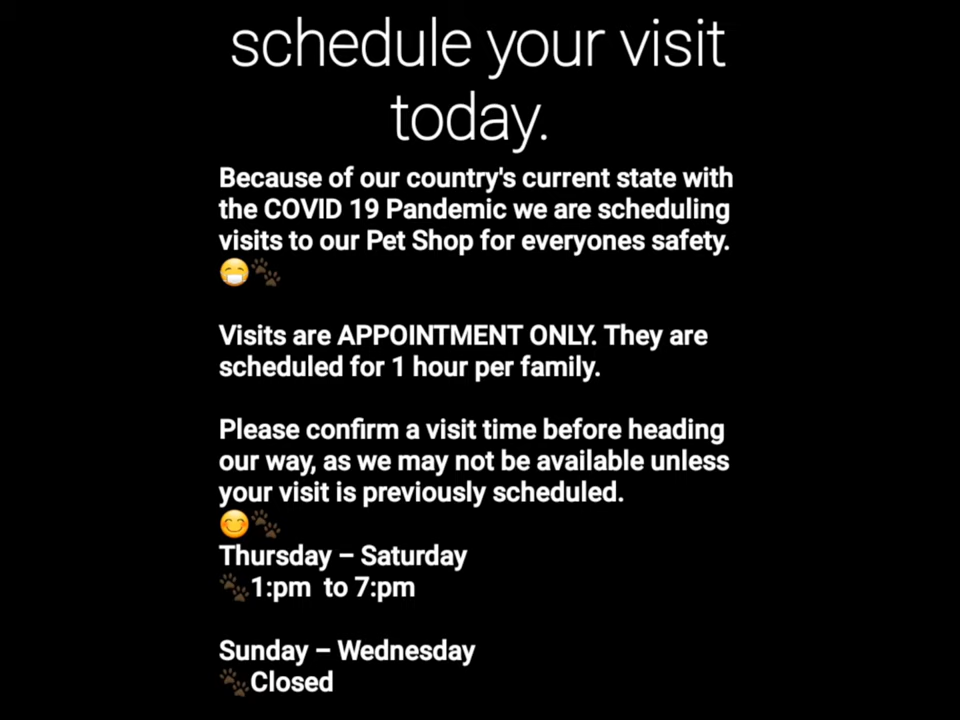 schedule your visit
today.
Because of our country's current state with
the COVID 19 Pandemic we are scheduling
visits to our Pet Shop for everyones safety.
😷🐾
Visits are APPOINTMENT ONLY. They are
scheduled for 1 hour per family.
Please confirm a visit time before heading
our way, as we may not be available unless
your visit is previously scheduled.
😊🐾
Thursday – Saturday
🐾1:pm  to 7:pm
Sunday – Wednesday
🐾Closed